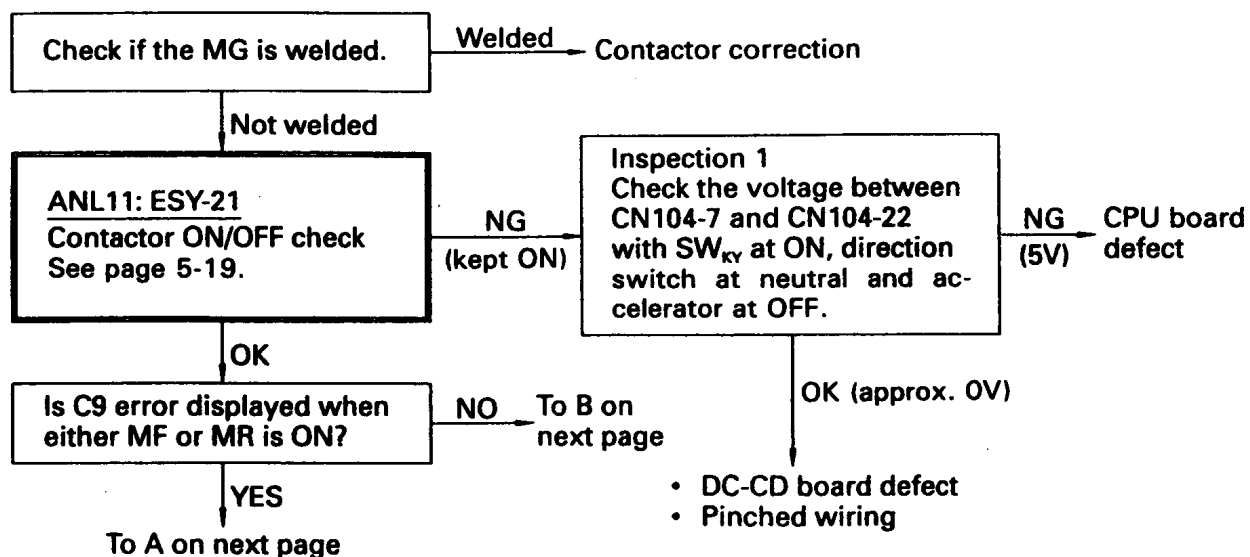 Check if the MG is welded.
Welded
Contactor correction
Not welded
ANL11: ESY-21
Contactor ON/OFF check
See page 5-19.
NG
(kept ON)
Inspection 1
Check the voltage between
CN104-7 and CN104-22
with SWKY at ON, direction
switch at neutral and ac-
celerator at OFF.
NG
(5V)
CPU board
defect
OK
OK (approx. 0V)
Is C9 error displayed when
either MF or MR is ON?
NO
To B on
next page
• DC-CD board defect
• Pinched wiring
YES
To A on next page